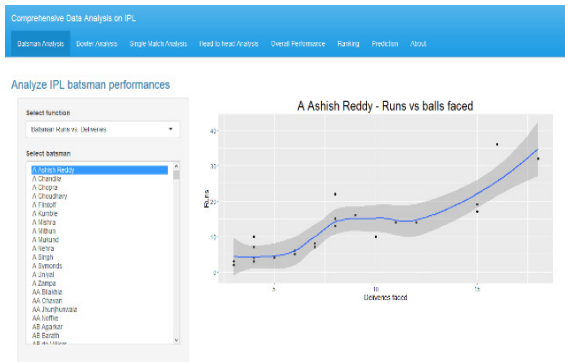 Comprehensive Data Analysis on IPL
Batsman Analysis Bowler Analysis Single Match Analysis Head to head Analysis Overall Performance Ranking Prediction About
Analyze IPL batsman performances
Select function
Batsman Runs vs. Deliveries
Select batsman
A Ashish Reddy
A Chandila
A Chopra
A Choudhary
A Flintoff
A Kumble
A Mishra
A Mithun
A Mukund
A Nehra
A Singh
A Symonds
A Uniyal
A Zampa
AA Bilakhia
AA Chavan
AA Jhunjhunwala
AA Noffke
AB Agarkar
AB Barath
A Ashish Reddy - Runs vs balls faced
Runs
40
30
20
10
0
5 10 15
Deliveries faced